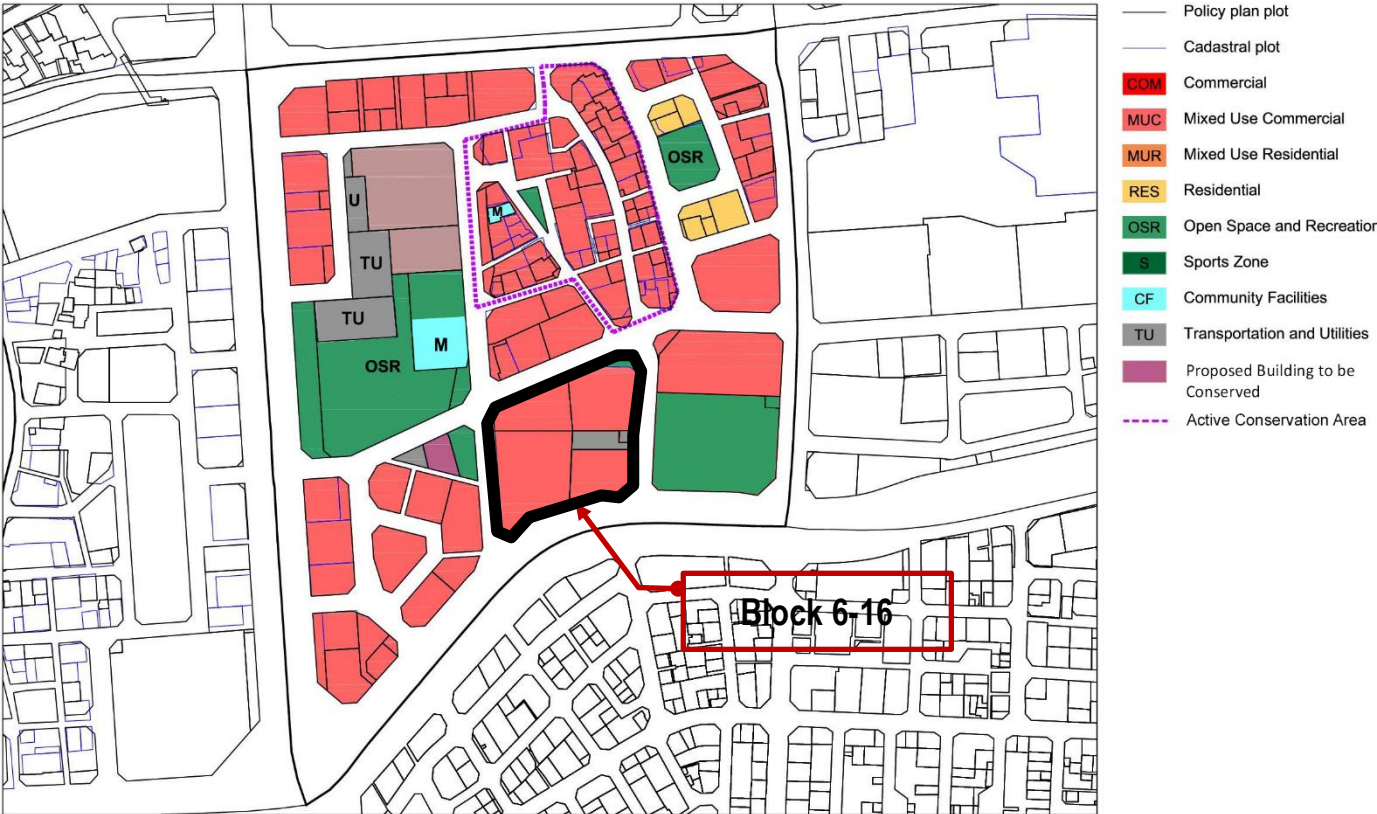 OSR
M
U
TU
TU
M
OSR
Block 6-16
Policy plan plot
Cadastral plot
COM Commercial
MUC Mixed Use Commercial
MUR Mixed Use Residential
RES Residential
OSR Open Space and Recreation
S Sports Zone
CF Community Facilities
TU Transportation and Utilities
Proposed Building to be
Conserved
Active Conservation Area